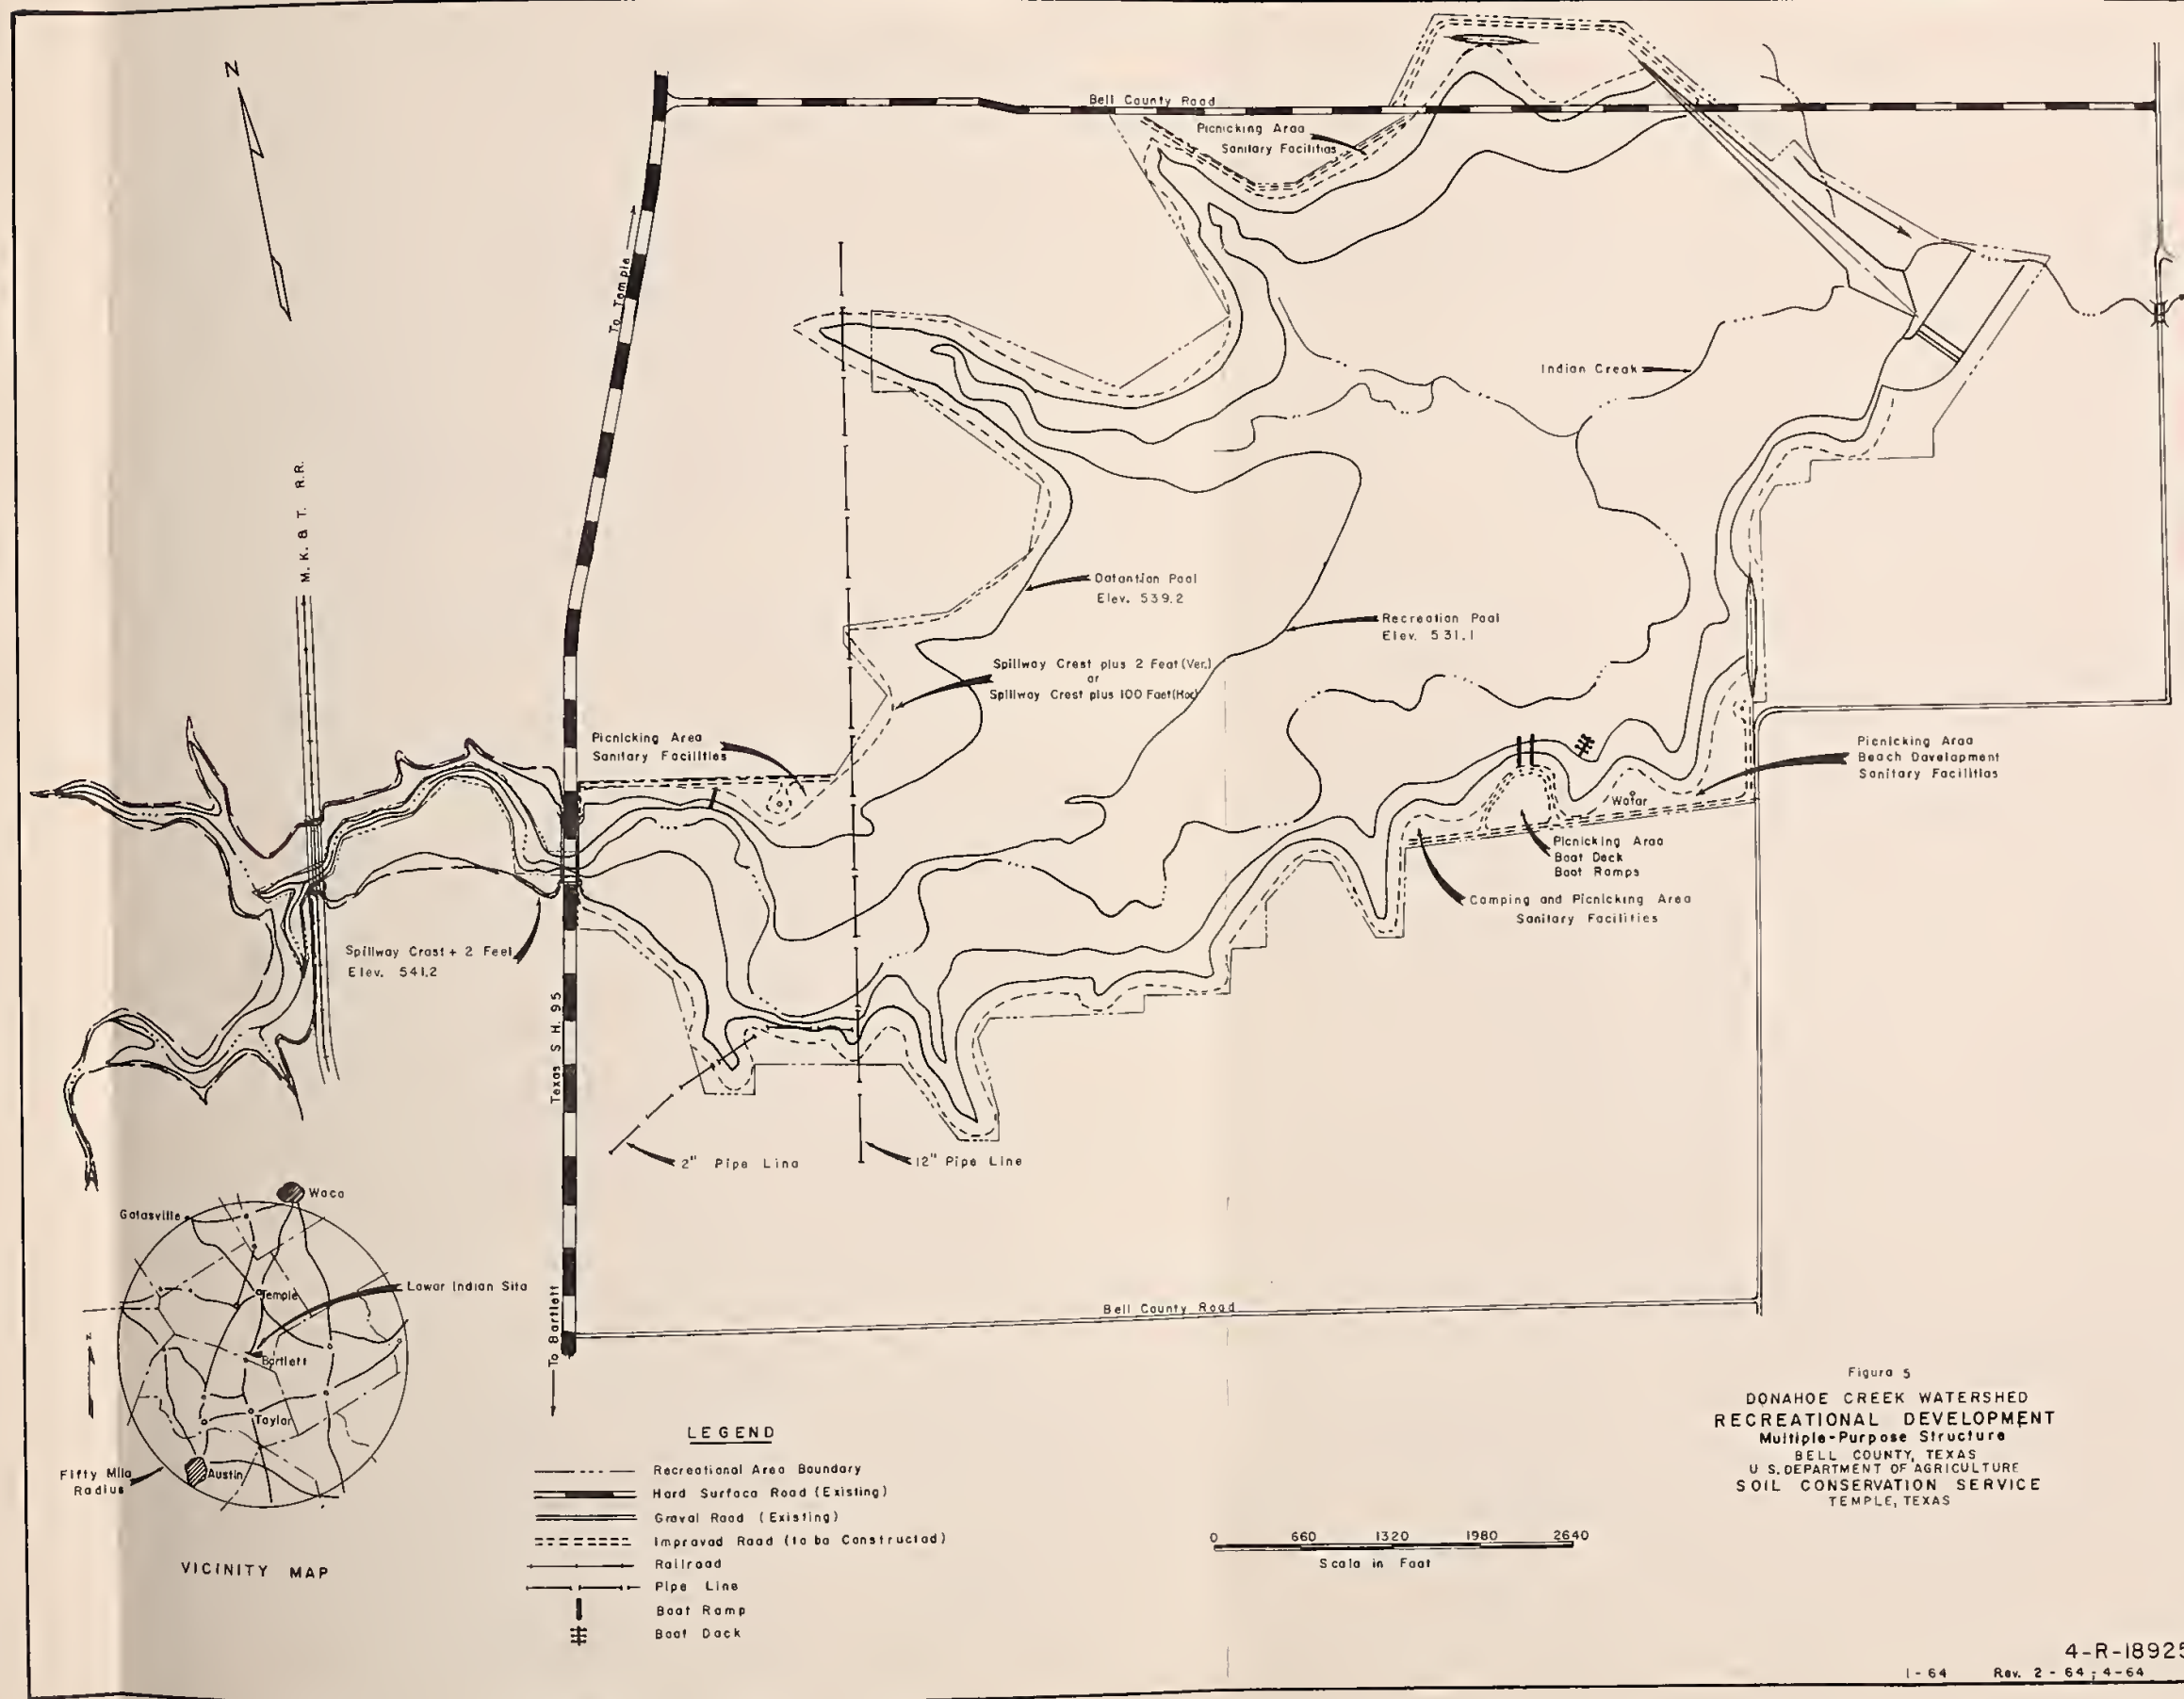 N
Bell County Road
Picnicking Area
Sanitary Facilities
To Temple
Indian Creek
M. K. & T. R.R.
Detention Pool
Elev. 539.2
Recreation Pool
Elev. 531.1
Spillway Crest plus 2 Feet (Ver.)
or
Spillway Crest plus 100 Feet (Hor.)
Picnicking Area
Sanitary Facilities
Picnicking Area
Beach Development
Sanitary Facilities
Water
Picnicking Area
Boat Dock
Boat Ramps
Camping and Picnicking Area
Sanitary Facilities
Spillway Crest + 2 Feet
Elev. 541.2
Texas S H. 95
2" Pipe Line
12" Pipe Line
Waco
Gatesville
Lower Indian Site
Temple
Bell County Road
To Bartlett
N
Bartlett
Taylor
Fifty Mile
Radius
Austin
VICINITY MAP
LEGEND
Recreational Area Boundary
Hard Surface Road (Existing)
Gravel Road (Existing)
Improved Road (to be Constructed)
Railroad
Pipe Line
Boat Ramp
Boat Dock
0 660 1320 1980 2640
Scale in Feet
Figure 5
DONAHOE CREEK WATERSHED
RECREATIONAL DEVELOPMENT
Multiple-Purpose Structure
BELL COUNTY, TEXAS
U S. DEPARTMENT OF AGRICULTURE
SOIL CONSERVATION SERVICE
TEMPLE, TEXAS
4-R-18925
1-64 Rev. 2-64; 4-64